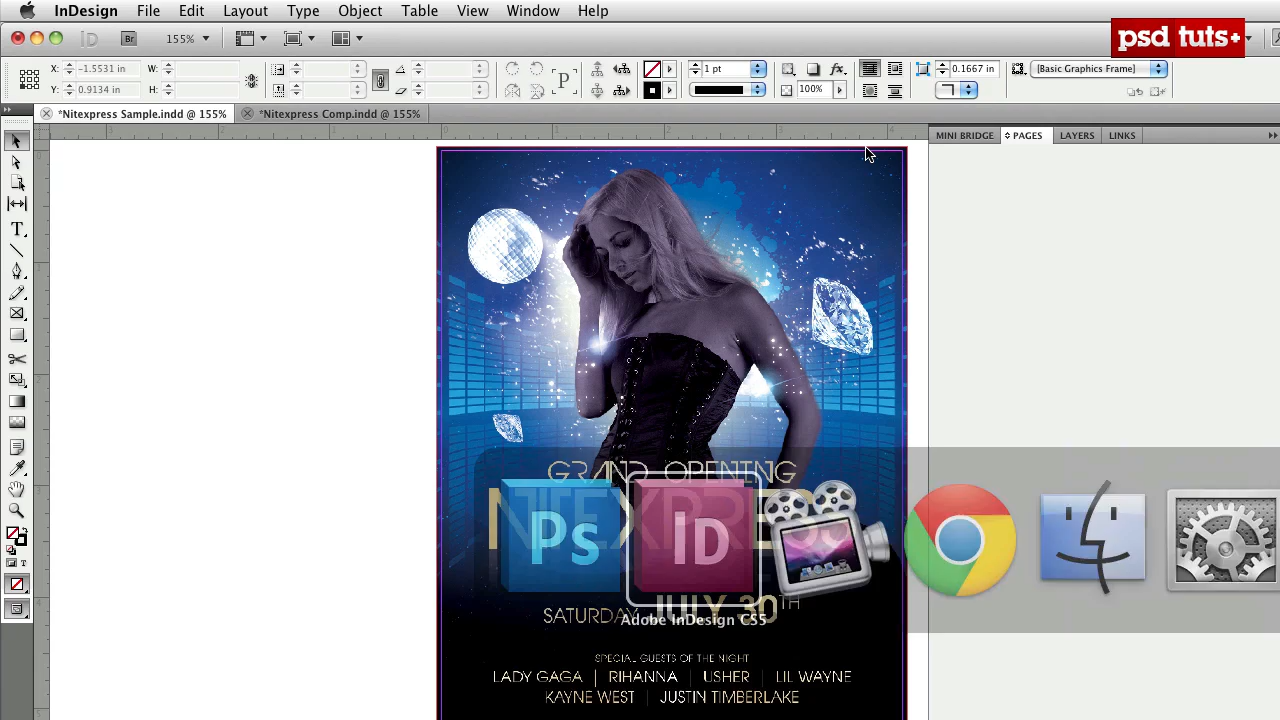 InDesign File Edit Layout Type Object Table View Window Help
Br 155%
psd tuts+
X: -1.5531 in W: 1 pt fx 0.1667 in [Basic Graphics Frame]
Y: 0.9134 in H: P 100%
*Nitexpress Sample.indd @ 155% *Nitexpress Comp.indd @ 155%
MINI BRIDGE PAGES LAYERS LINKS
GRAND OPENING
NITEXPRESS
Ps ID
SATURDAY JULY 30TH
Adobe InDesign CS5
SPECIAL GUESTS OF THE NIGHT
LADY GAGA | RIHANNA | USHER | LIL WAYNE
KAYNE WEST | JUSTIN TIMBERLAKE